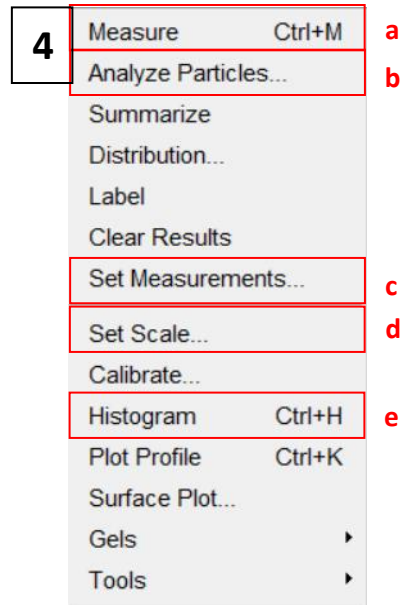 4
Measure Ctrl+M a
Analyze Particles... b
Summarize
Distribution...
Label
Clear Results
Set Measurements... c
Set Scale... d
Calibrate...
Histogram Ctrl+H e
Plot Profile Ctrl+K
Surface Plot...
Gels
Tools